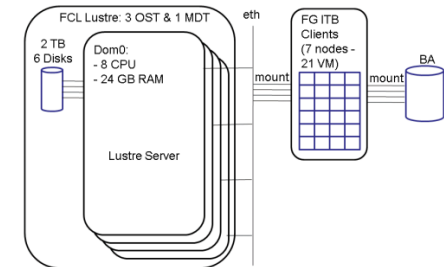 FCL Lustre: 3 OST & 1 MDT
eth
FG ITB
Clients
(7 nodes -
21 VM)
2 TB
6 Disks
Dom0:
- 8 CPU
- 24 GB RAM
mount
mount
BA
Lustre Server